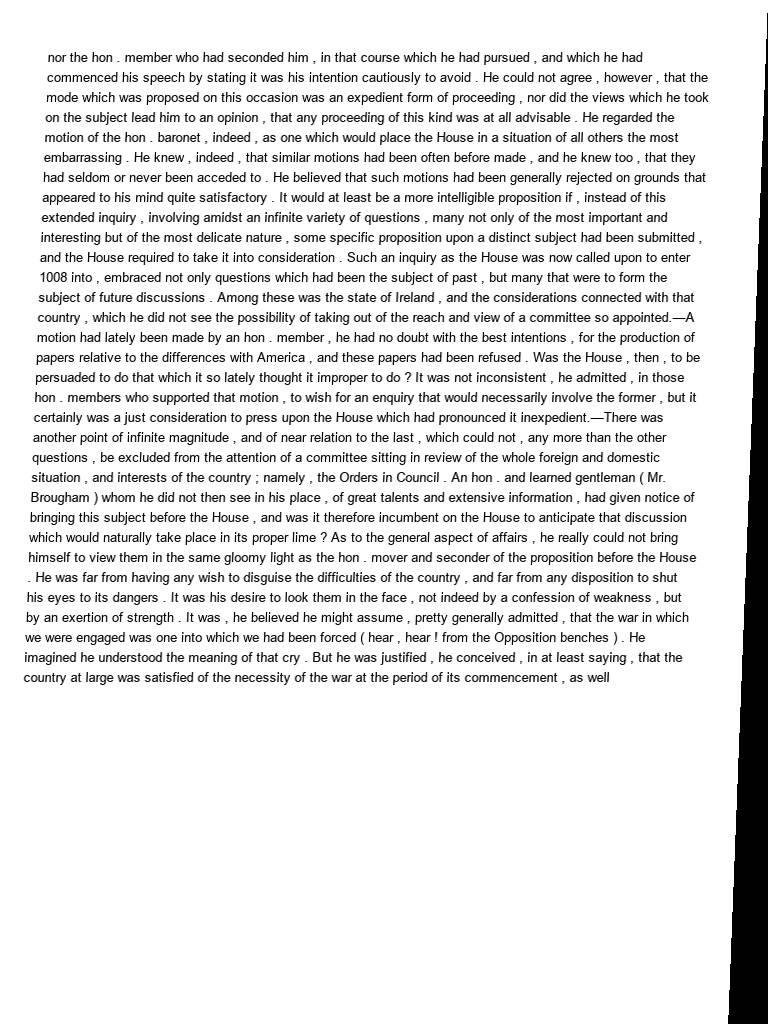 nor the hon . member who had seconded him , in that course which he had pursued , and which he had
commenced his speech by stating it was his intention cautiously to avoid . He could not agree , however , that the
mode which was proposed on this occasion was an expedient form of proceeding , nor did the views which he took
on the subject lead him to an opinion , that any proceeding of this kind was at all advisable . He regarded the
motion of the hon . baronet , indeed , as one which would place the House in a situation of all others the most
embarrassing . He knew , indeed , that similar motions had been often before made , and he knew too , that they
had seldom or never been acceded to . He believed that such motions had been generally rejected on grounds that
appeared to his mind quite satisfactory . It would at least be a more intelligible proposition if , instead of this
extended inquiry , involving amidst an infinite variety of questions , many not only of the most important and
interesting but of the most delicate nature , some specific proposition upon a distinct subject had been submitted ,
and the House required to take it into consideration . Such an inquiry as the House was now called upon to enter
1008 into , embraced not only questions which had been the subject of past , but many that were to form the
subject of future discussions . Among these was the state of Ireland , and the considerations connected with that
country , which he did not see the possibility of taking out of the reach and view of a committee so appointed.—A
motion had lately been made by an hon . member , he had no doubt with the best intentions , for the production of
papers relative to the differences with America , and these papers had been refused . Was the House , then , to be
persuaded to do that which it so lately thought it improper to do ? It was not inconsistent , he admitted , in those
hon . members who supported that motion , to wish for an enquiry that would necessarily involve the former , but it
certainly was a just consideration to press upon the House which had pronounced it inexpedient.—There was
another point of infinite magnitude , and of near relation to the last , which could not , any more than the other
questions , be excluded from the attention of a committee sitting in review of the whole foreign and domestic
situation , and interests of the country ; namely , the Orders in Council . An hon . and learned gentleman ( Mr.
Brougham ) whom he did not then see in his place , of great talents and extensive information , had given notice of
bringing this subject before the House , and was it therefore incumbent on the House to anticipate that discussion
which would naturally take place in its proper lime ? As to the general aspect of affairs , he really could not bring
himself to view them in the same gloomy light as the hon . mover and seconder of the proposition before the House
. He was far from having any wish to disguise the difficulties of the country , and far from any disposition to shut
his eyes to its dangers . It was his desire to look them in the face , not indeed by a confession of weakness , but
by an exertion of strength . It was , he believed he might assume , pretty generally admitted , that the war in which
we were engaged was one into which we had been forced ( hear , hear ! from the Opposition benches ) . He
imagined he understood the meaning of that cry . But he was justified , he conceived , in at least saying , that the
country at large was satisfied of the necessity of the war at the period of its commencement , as well